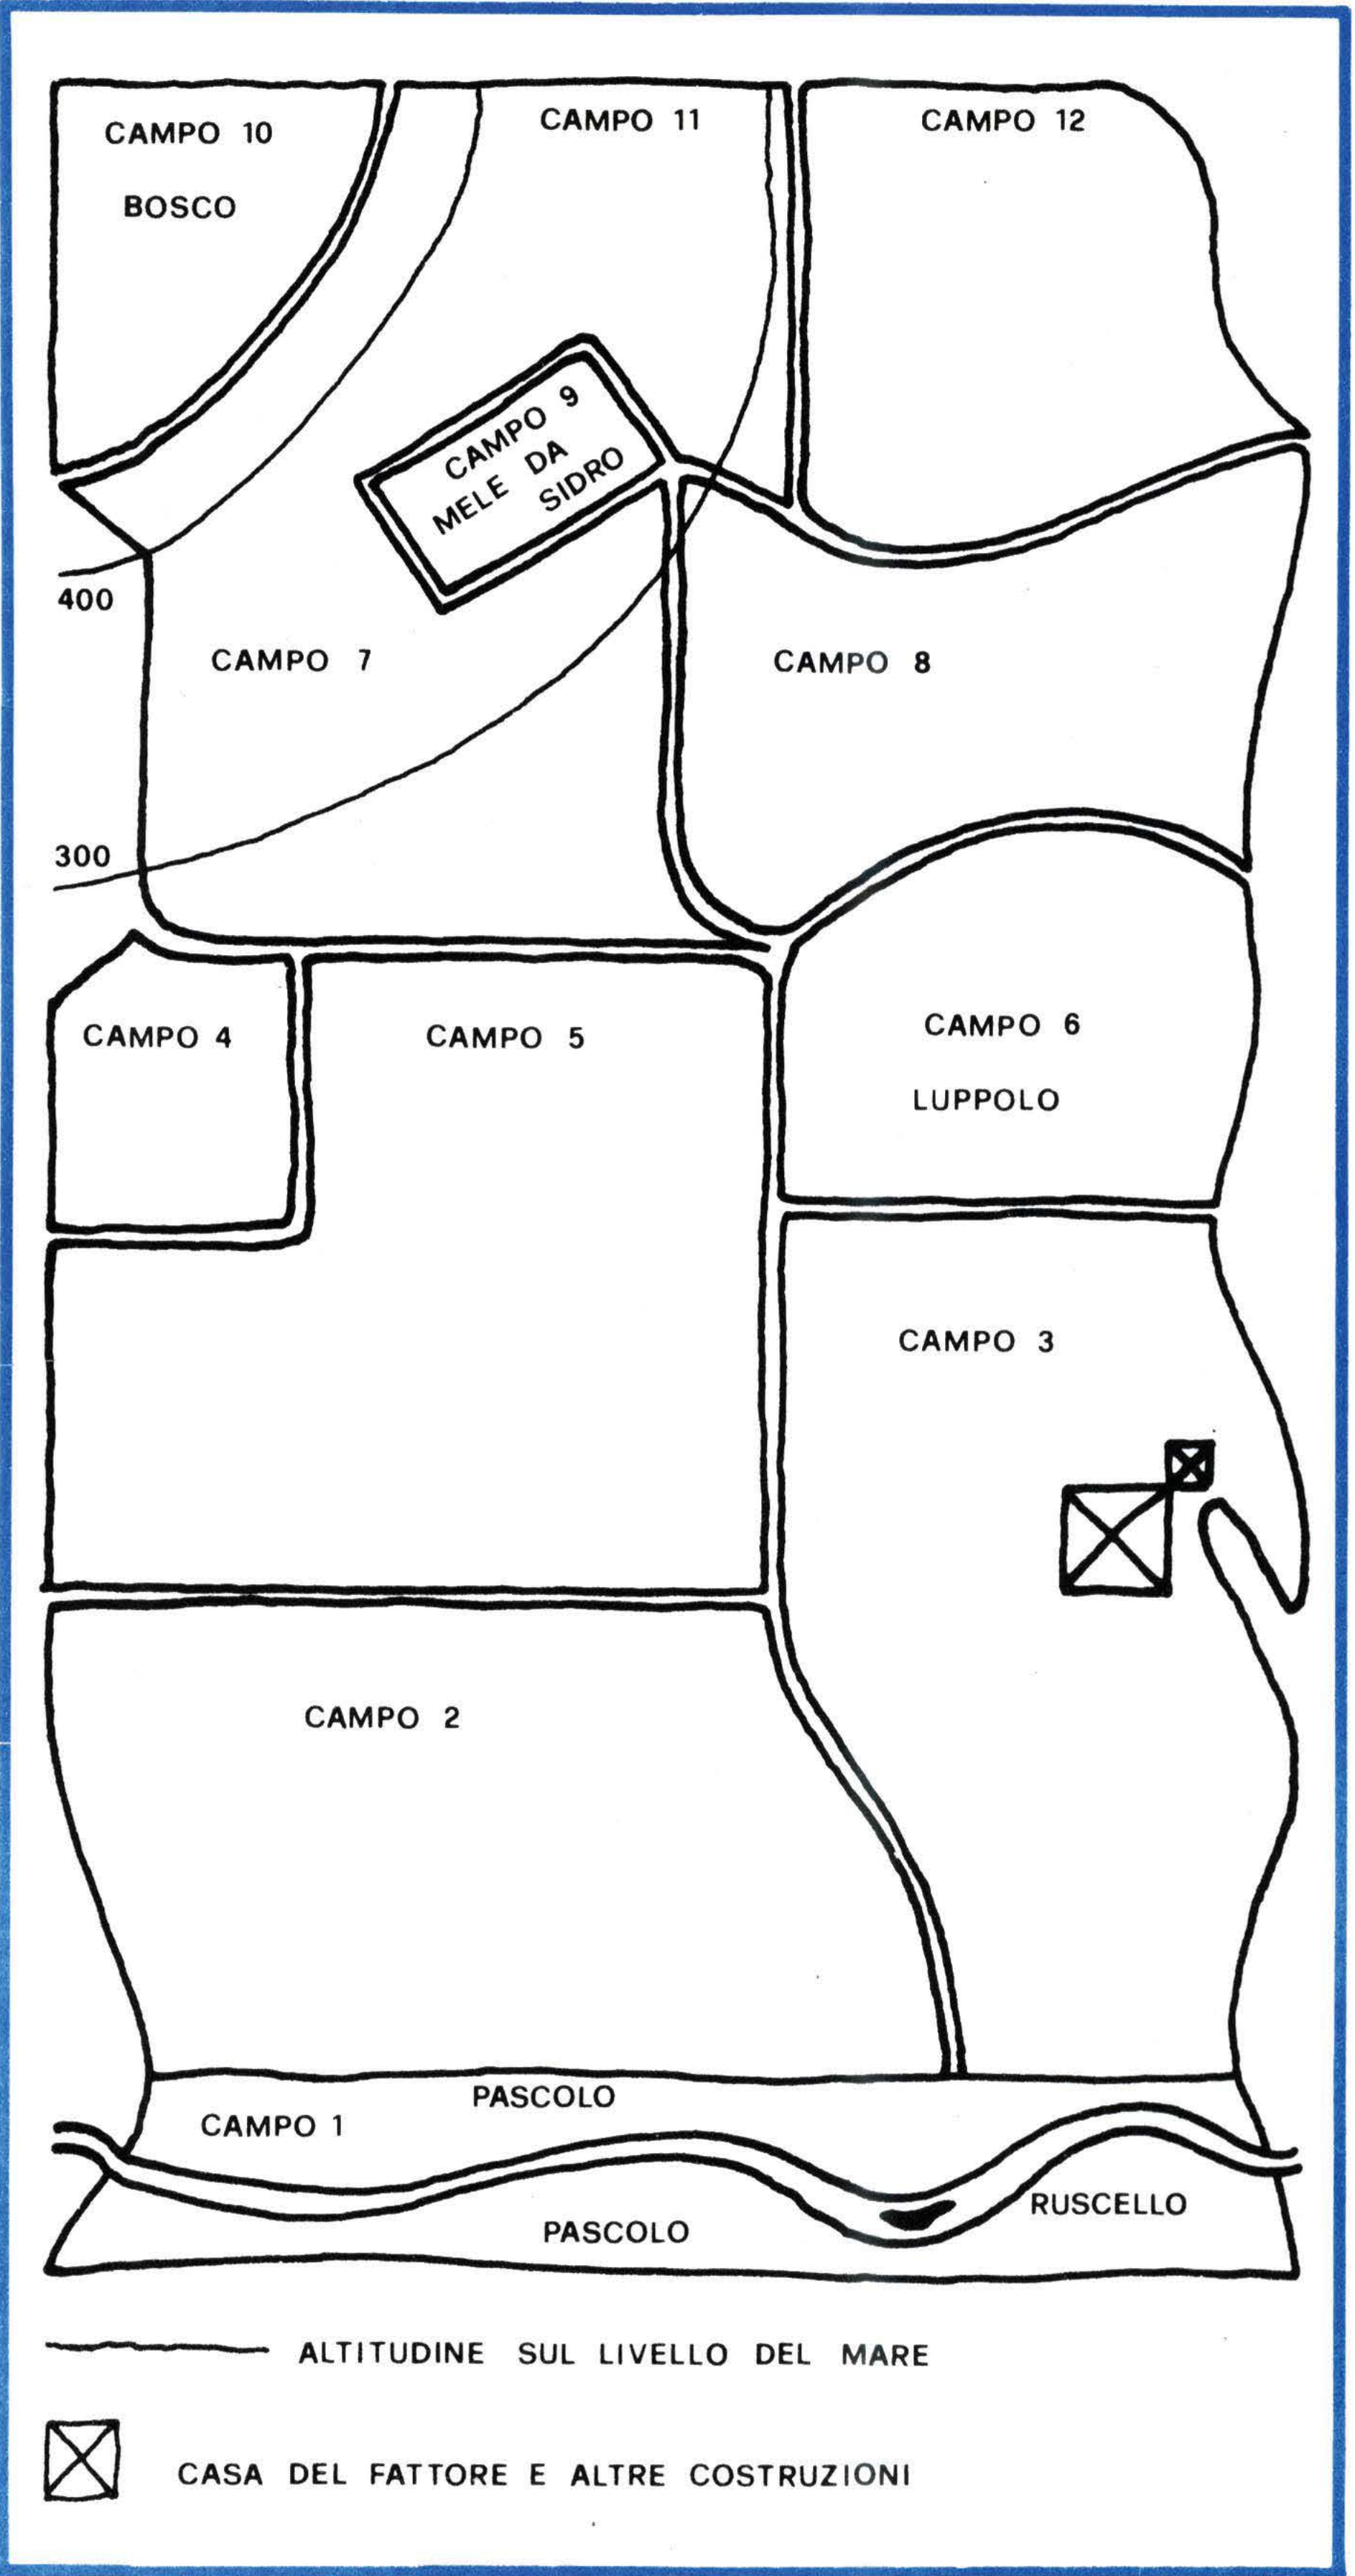 CAMPO 10
BOSCO
CAMPO 11
CAMPO 12
CAMPO 9
MELE DA
SIDRO
400
CAMPO 7
CAMPO 8
300
CAMPO 4
CAMPO 5
CAMPO 6
LUPPOLO
CAMPO 3
CAMPO 2
PASCOLO
CAMPO 1
RUSCELLO
PASCOLO
ALTITUDINE SUL LIVELLO DEL MARE
CASA DEL FATTORE E ALTRE COSTRUZIONI